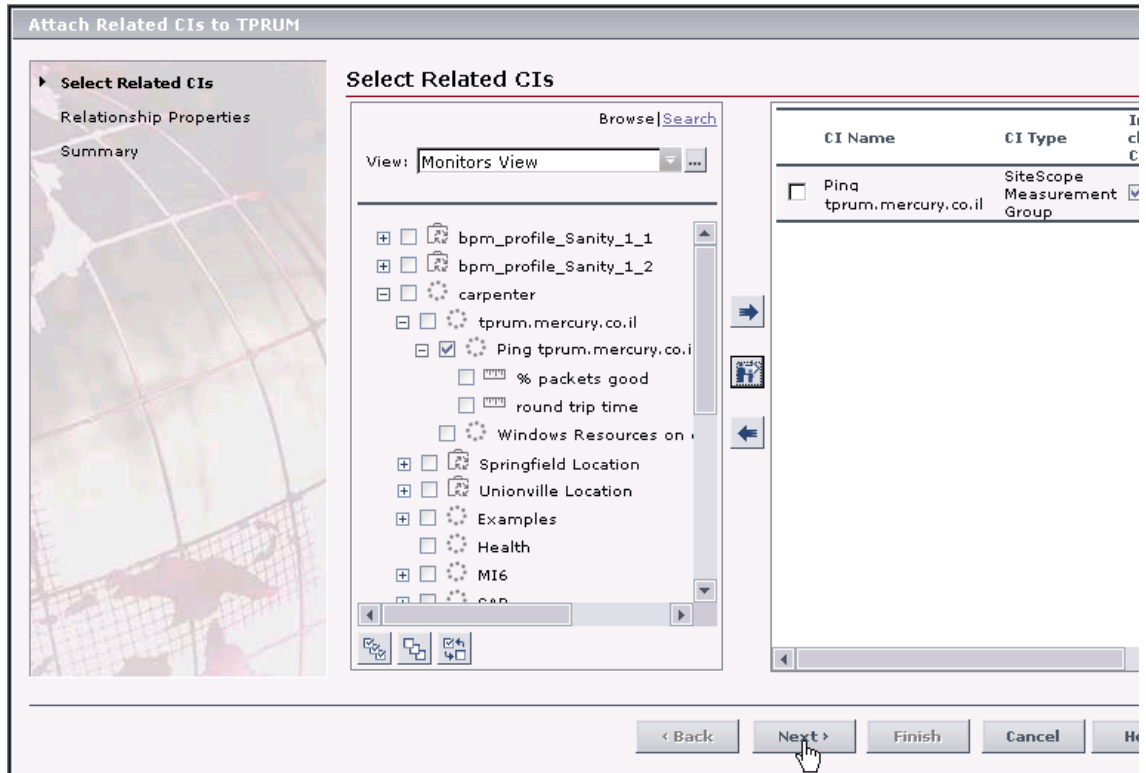 Attach Related CIs to TPRUM
Select Related CIs
Relationship Properties
Summary
Select Related CIs
Browse|Search
View: Monitors View
...
bpm_profile_Sanity_1_1
bpm_profile_Sanity_1_2
carpenter
tprum.mercury.co.il
Ping tprum.mercury.co.i
% packets good
round trip time
Windows Resources on
Springfield Location
Unionville Location
Examples
Health
MI6
CI Name
CI Type
Ping
tprum.mercury.co.il
SiteScope
Measurement
Group
< Back
Next >
Finish
Cancel